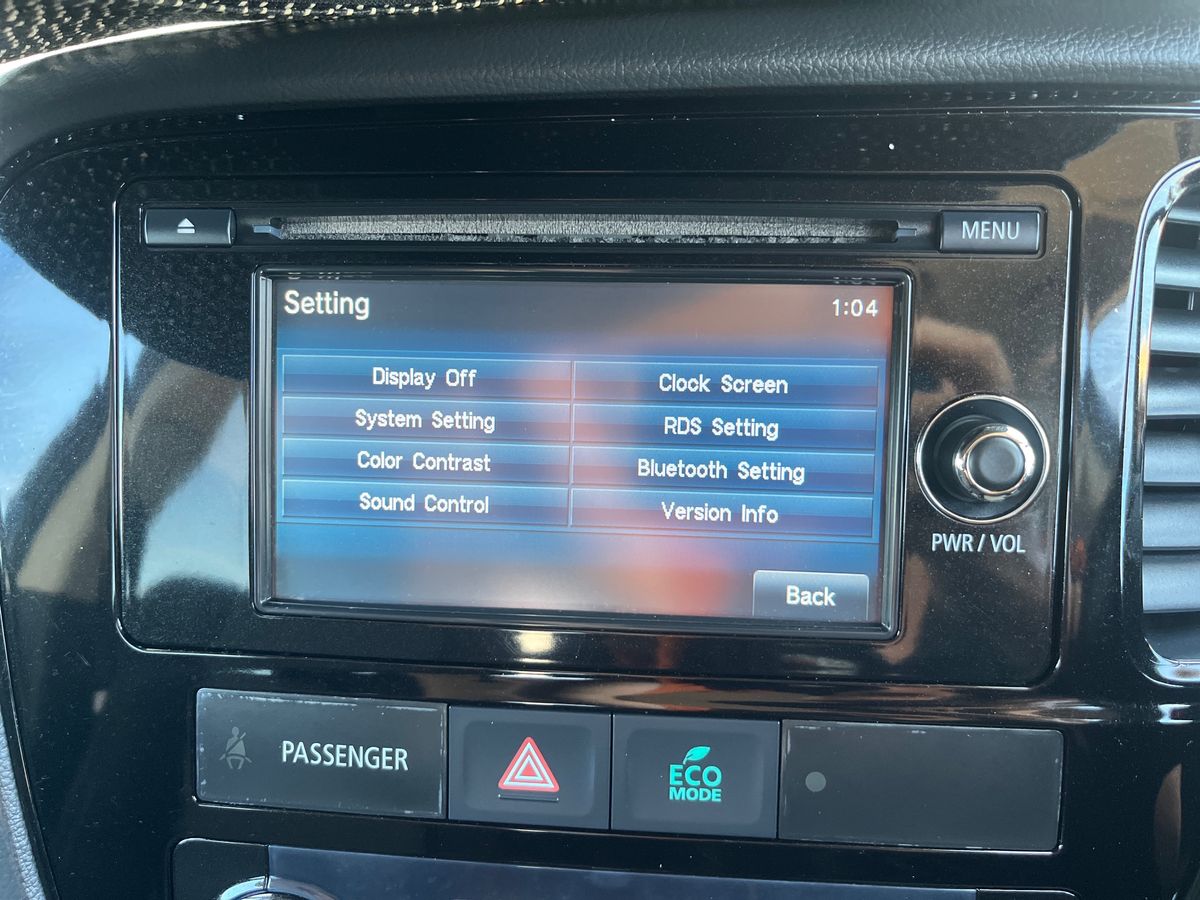 MENU
Setting 1:04
Display Off Clock Screen
System Setting RDS Setting
Color Contrast Bluetooth Setting
Sound Control Version Info
Back
PWR / VOL
PASSENGER
ECO
MODE